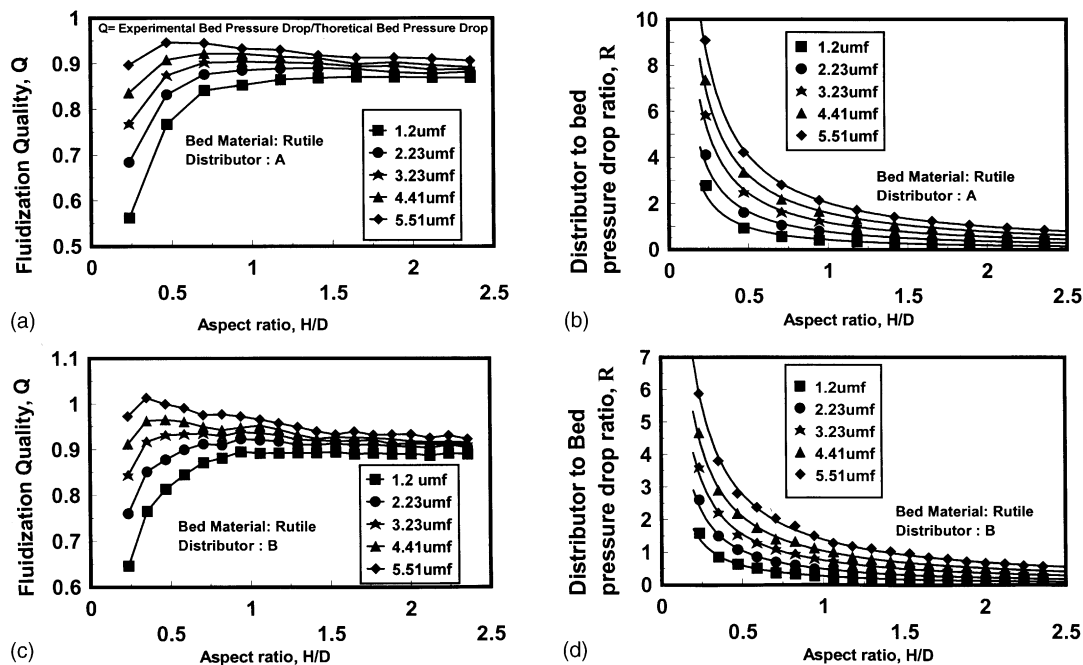 Q= Experimental Bed Pressure Drop/Thoretical Bed Pressure Drop
Fluidization Quality, Q
1
0.9
0.8
0.7
0.6
0.5
Bed Material: Rutile
Distributor : A
1.2umf
2.23umf
3.23umf
4.41umf
5.51umf
0 1 2
0.5 1.5 2.5
Aspect ratio, H/D
(a)
Distributor to bed
pressure drop ratio, R
10
8
6
4
2
0
1.2umf
2.23umf
3.23umf
4.41umf
5.51umf
Bed Material: Rutile
Distributor : A
0 1 2
0.5 1.5 2.5
Aspect ratio, H/D
(b)
Fluidization Quality, Q
1.1
1
0.9
0.8
0.7
0.6
Bed Material: Rutile
Distributor : B
1.2 umf
2.23umf
3.23umf
4.41umf
5.51umf
0 1 2
0.5 1.5 2.5
Aspect ratio, H/D
(c)
Distributor to Bed
pressure drop ratio, R
7
6
5
4
3
2
1
0
1.2umf
2.23umf
3.23umf
4.41umf
5.51umf
Bed Material: Rutile
Distributor : B
0 1 2
0.5 1.5 2.5
Aspect ratio, H/D
(d)